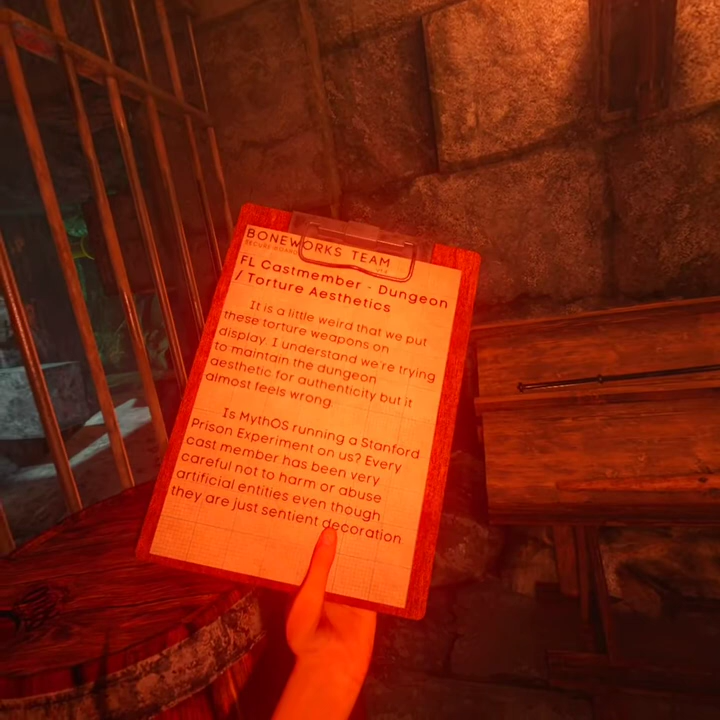 BONEWORKS TEAM
FL Castmember - Dungeon
/ Torture Aesthetics
It is a little weird that we put
these torture weapons on
display. I understand we're trying
to maintain the dungeon
aesthetic for authenticity but it
almost feels wrong.
Is MythOS running a Stanford
Prison Experiment on us? Every
cast member has been very
careful not to harm or abuse
artificial entities even though
they are just sentient decoration.